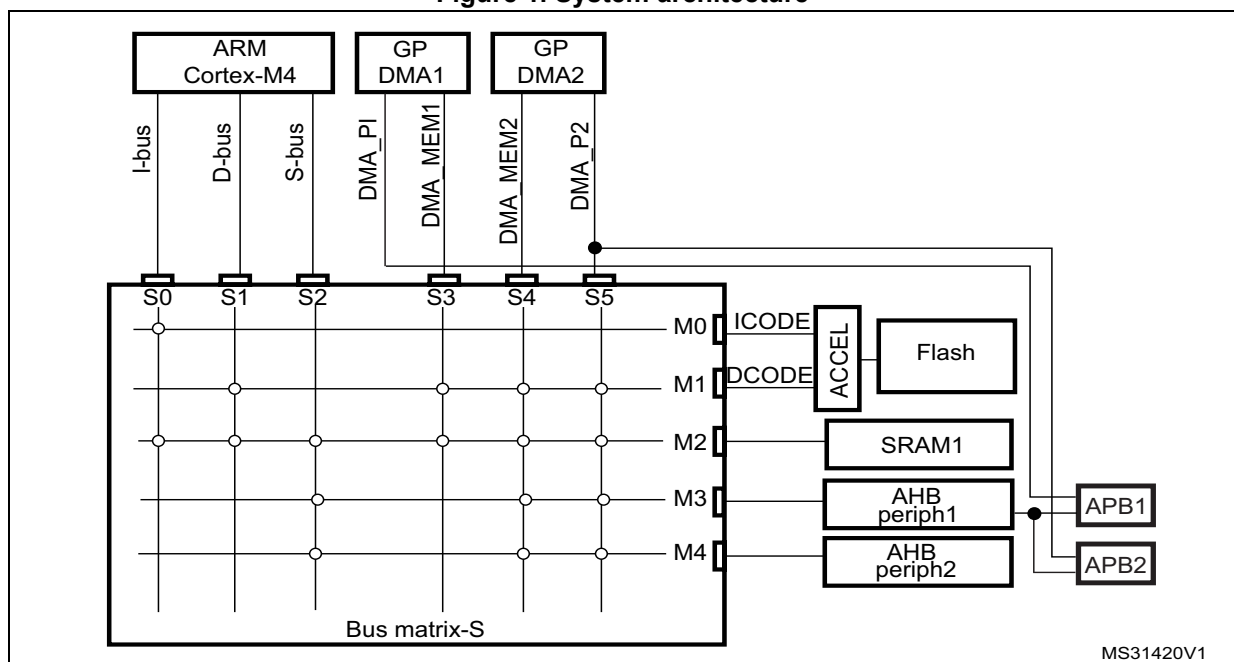 Figure 1. System architecture
ARM
Cortex-M4
GP
DMA1
GP
DMA2
I-bus
D-bus
S-bus
DMA_PI
DMA_MEM1
DMA_MEM2
DMA_P2
S0 S1 S2 S3 S4 S5
M0 ICODE
M1 DCODE
ACCEL
Flash
M2
SRAM1
M3
AHB
periph1
APB1
M4
AHB
periph2
APB2
Bus matrix-S
MS31420V1